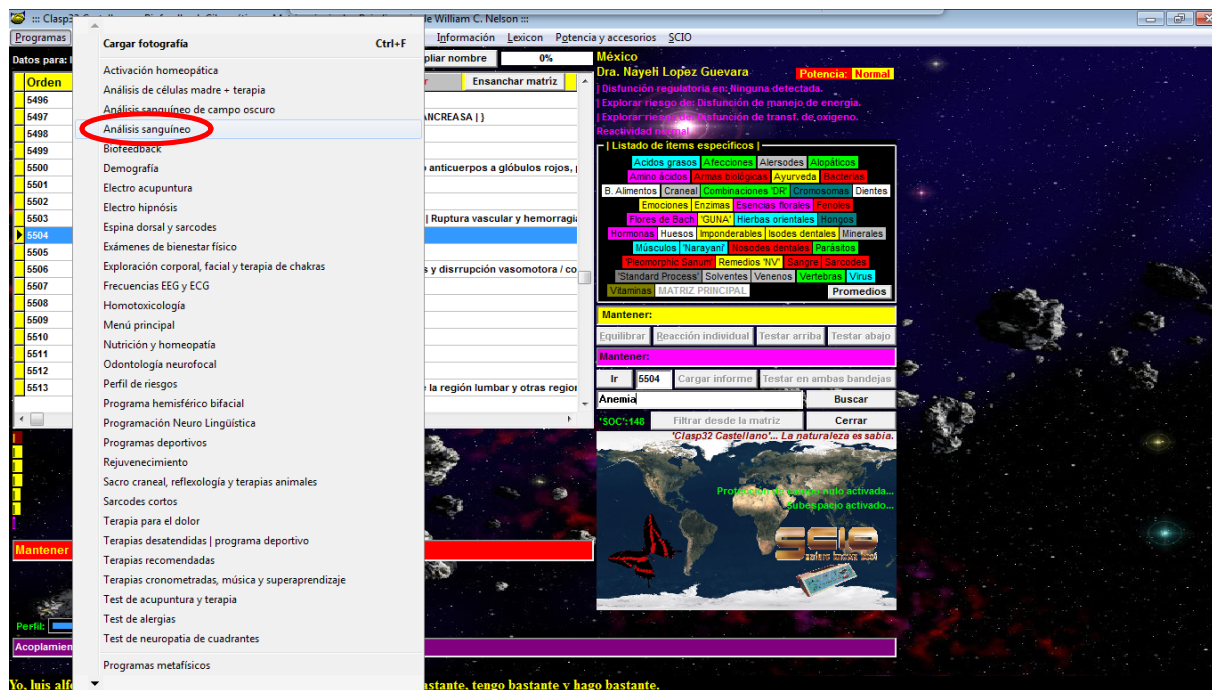 ::: Clasp32
de William C. Nelson :::
Programas
Información Lexicon Potencia y accesorios SCIO
Cargar fotografía Ctrl+F
Activación homeopática
Análisis de células madre + terapia
Análisis sanguíneo de campo oscuro
Análisis sanguíneo
Biofeedback
Demografía
Electro acupuntura
Electro hipnósis
Espina dorsal y sarcodes
Exámenes de bienestar físico
Exploración corporal, facial y terapia de chakras
Frecuencias EEG y ECG
Homotoxicología
Menú principal
Nutrición y homeopatía
Odontología neurofocal
Perfil de riesgos
Programa hemisférico bifacial
Programación Neuro Lingüística
Programas deportivos
Rejuvenecimiento
Sacro craneal, reflexología y terapias animales
Sarcodes cortos
Terapia para el dolor
Terapias desatendidas | programa deportivo
Terapias recomendadas
Terapias cronometradas, música y superaprendizaje
Test de acupuntura y terapia
Test de alergias
Test de neuropatia de cuadrantes
Programas metafísicos
Datos para:
pliar nombre 0%
Orden
r Ensanchar matriz
5496
5497 ANCREASA | }
5498
5499
5500 anticuerpos a glóbulos rojos,
5501
5502
5503 | Ruptura vascular y hemorragi
5504
5505
5506 s y disrrupción vasomotora / co
5507
5508
5509
5510
5511
5512
5513 la región lumbar y otras region
Mantener
Perfil:
Acoplamien
Yo, luis alf
bastante, tengo bastante y hago bastante.
México
Dra. Nayeli Lopez Guevara Potencia: Normal
| Disfunción regulatoria en: Ninguna detectada.
| Explorar riesgo de: Disfunción de manejo de energía.
| Explorar riesgo de: Disfunción de transf. de oxígeno.
Reactividad normal
| Listado de ítems específicos |
Acidos grasos Afecciones Alersodes Alopáticos
Amino ácidos Armas biológicas Ayurveda Bacterias
B. Alimentos Craneal Combinaciones 'DR' Cromosomas Dientes
Emociones Enzimas Esencias florales Fenoles
Flores de Bach 'GUNA' Hierbas orientales Hongos
Hormonas Huesos Imponderables Isodes dentales Minerales
Músculos 'Narayani' Nosodes dentales Parásitos
'Pleomorphic Sanum' Remedios 'NV' Sangre Sarcodes
'Standard Process' Solventes Venenos Vertebras Virus
Vitaminas MATRIZ PRINCIPAL Promedios
Mantener:
Equilibrar Reacción individual Testar arriba Testar abajo
Mantener:
Ir 5504 Cargar informe Testar en ambas bandejas
Anemia Buscar
'SOC':148 Filtrar desde la matriz Cerrar
'Clasp32 Castellano'... La naturaleza es sabia.
Protección de campo nulo activada...
subespacio activado...
SCIO